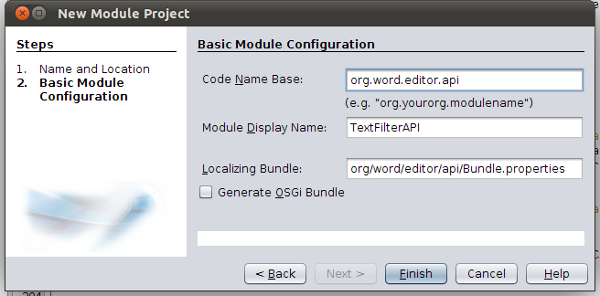 New Module Project
Steps
1. Name and Location
2. Basic Module
Configuration
Basic Module Configuration
Code Name Base: org.word.editor.api
(e.g. "org.yourorg.modulename")
Module Display Name: TextFilterAPI
Localizing Bundle: org/word/editor/api/Bundle.properties
Generate OSGi Bundle
< Back Next > Finish Cancel Help